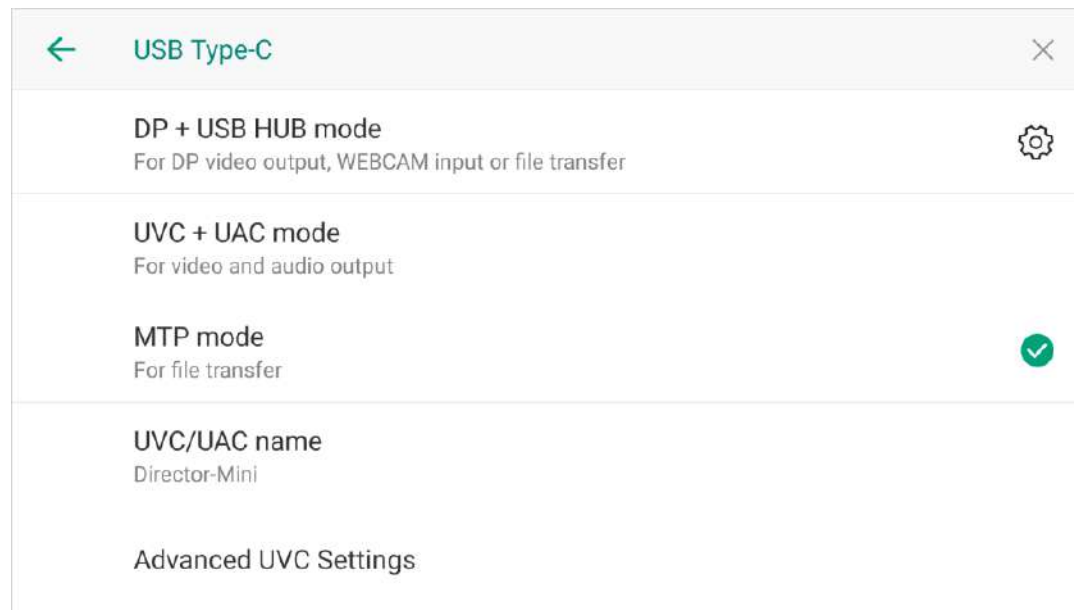 USB Type-C
DP + USB HUB mode
For DP video output, WEBCAM input or file transfer
UVC + UAC mode
For video and audio output
MTP mode
For file transfer
UVC/UAC name
Director-Mini
Advanced UVC Settings